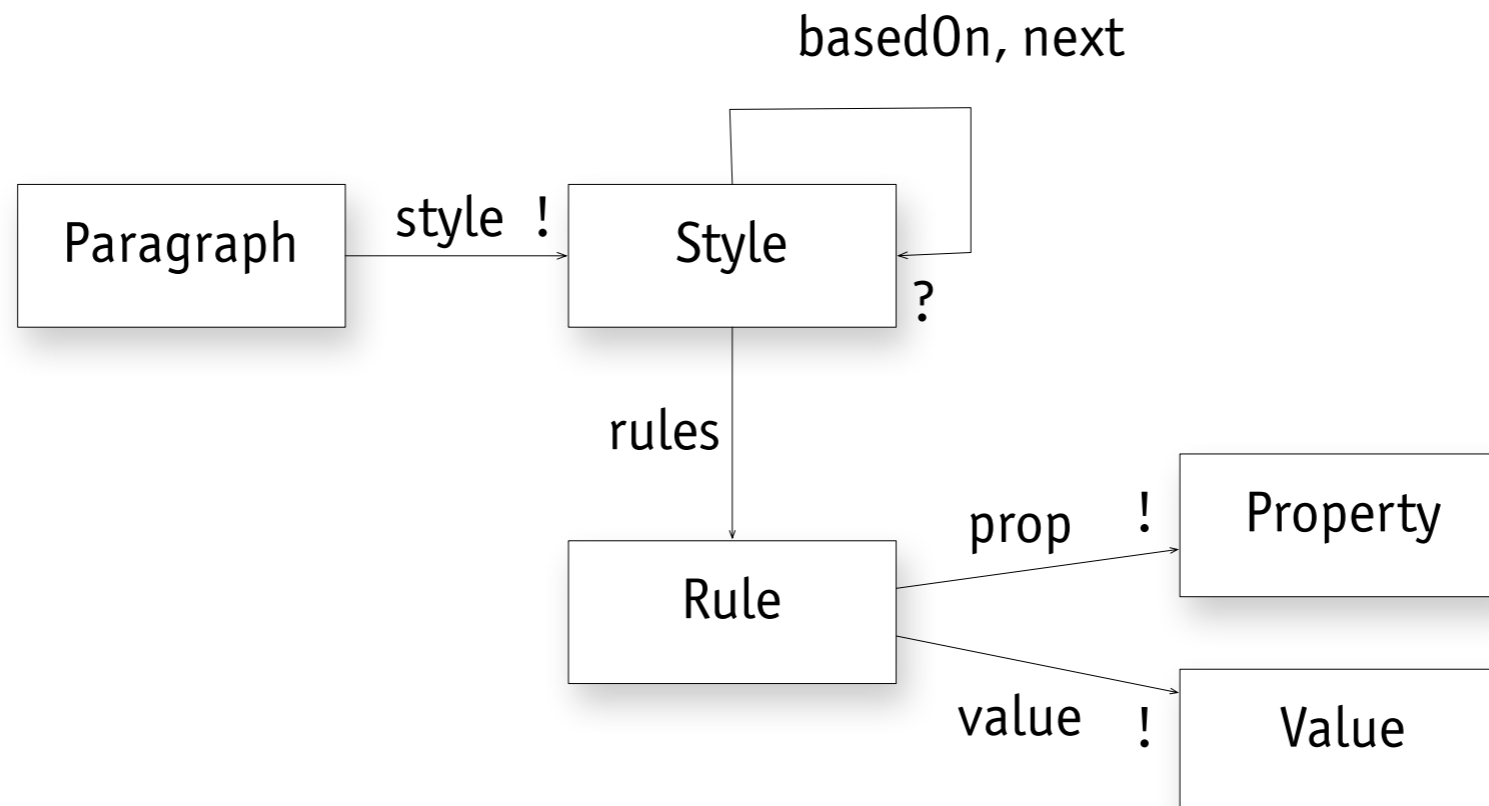 basedOn, next
Paragraph
style !
Style
?
rules
Rule
prop !
Property
value !
Value